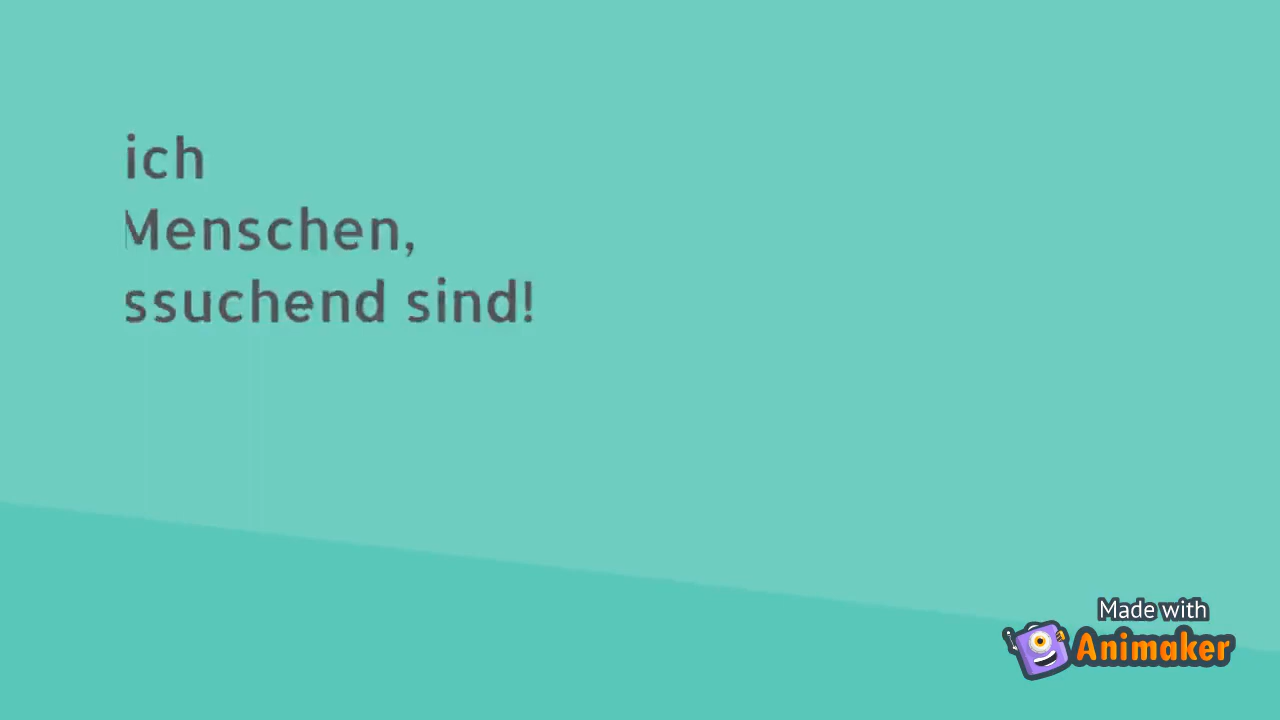 ich
Menschen,
ssuchend sind!
Made with
Animaker